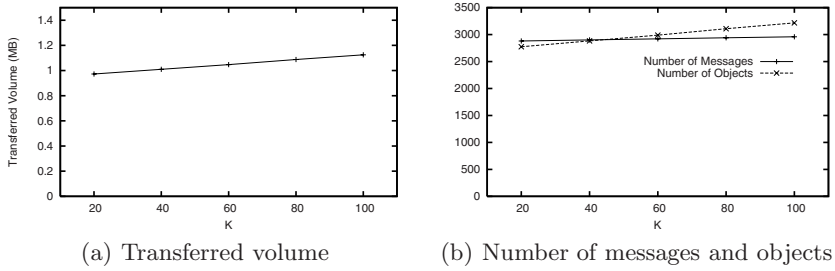 1.4
1.2
1
0.8
0.6
0.4
0.2
0
Transferred Volume (MB)
20 40 60 80 100
K
(a) Transferred volume
3500
3000
2500
2000
1500
1000
500
0
Number of Messages
Number of Objects
20 40 60 80 100
K
(b) Number of messages and objects